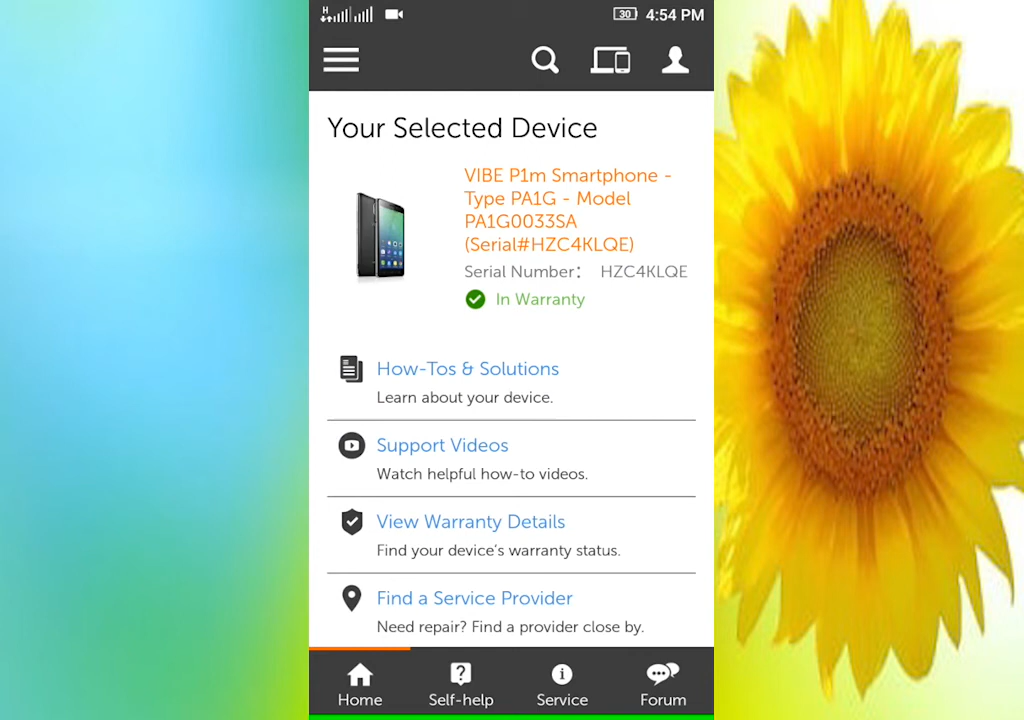 H 30 4:54 PM
Your Selected Device
VIBE P1m Smartphone -
Type PA1G - Model
PA1G0033SA
(Serial#HZC4KLQE)
Serial Number: HZC4KLQE
In Warranty
How-Tos & Solutions
Learn about your device.
Support Videos
Watch helpful how-to videos.
View Warranty Details
Find your device's warranty status.
Find a Service Provider
Need repair? Find a provider close by.
Home Self-help Service Forum